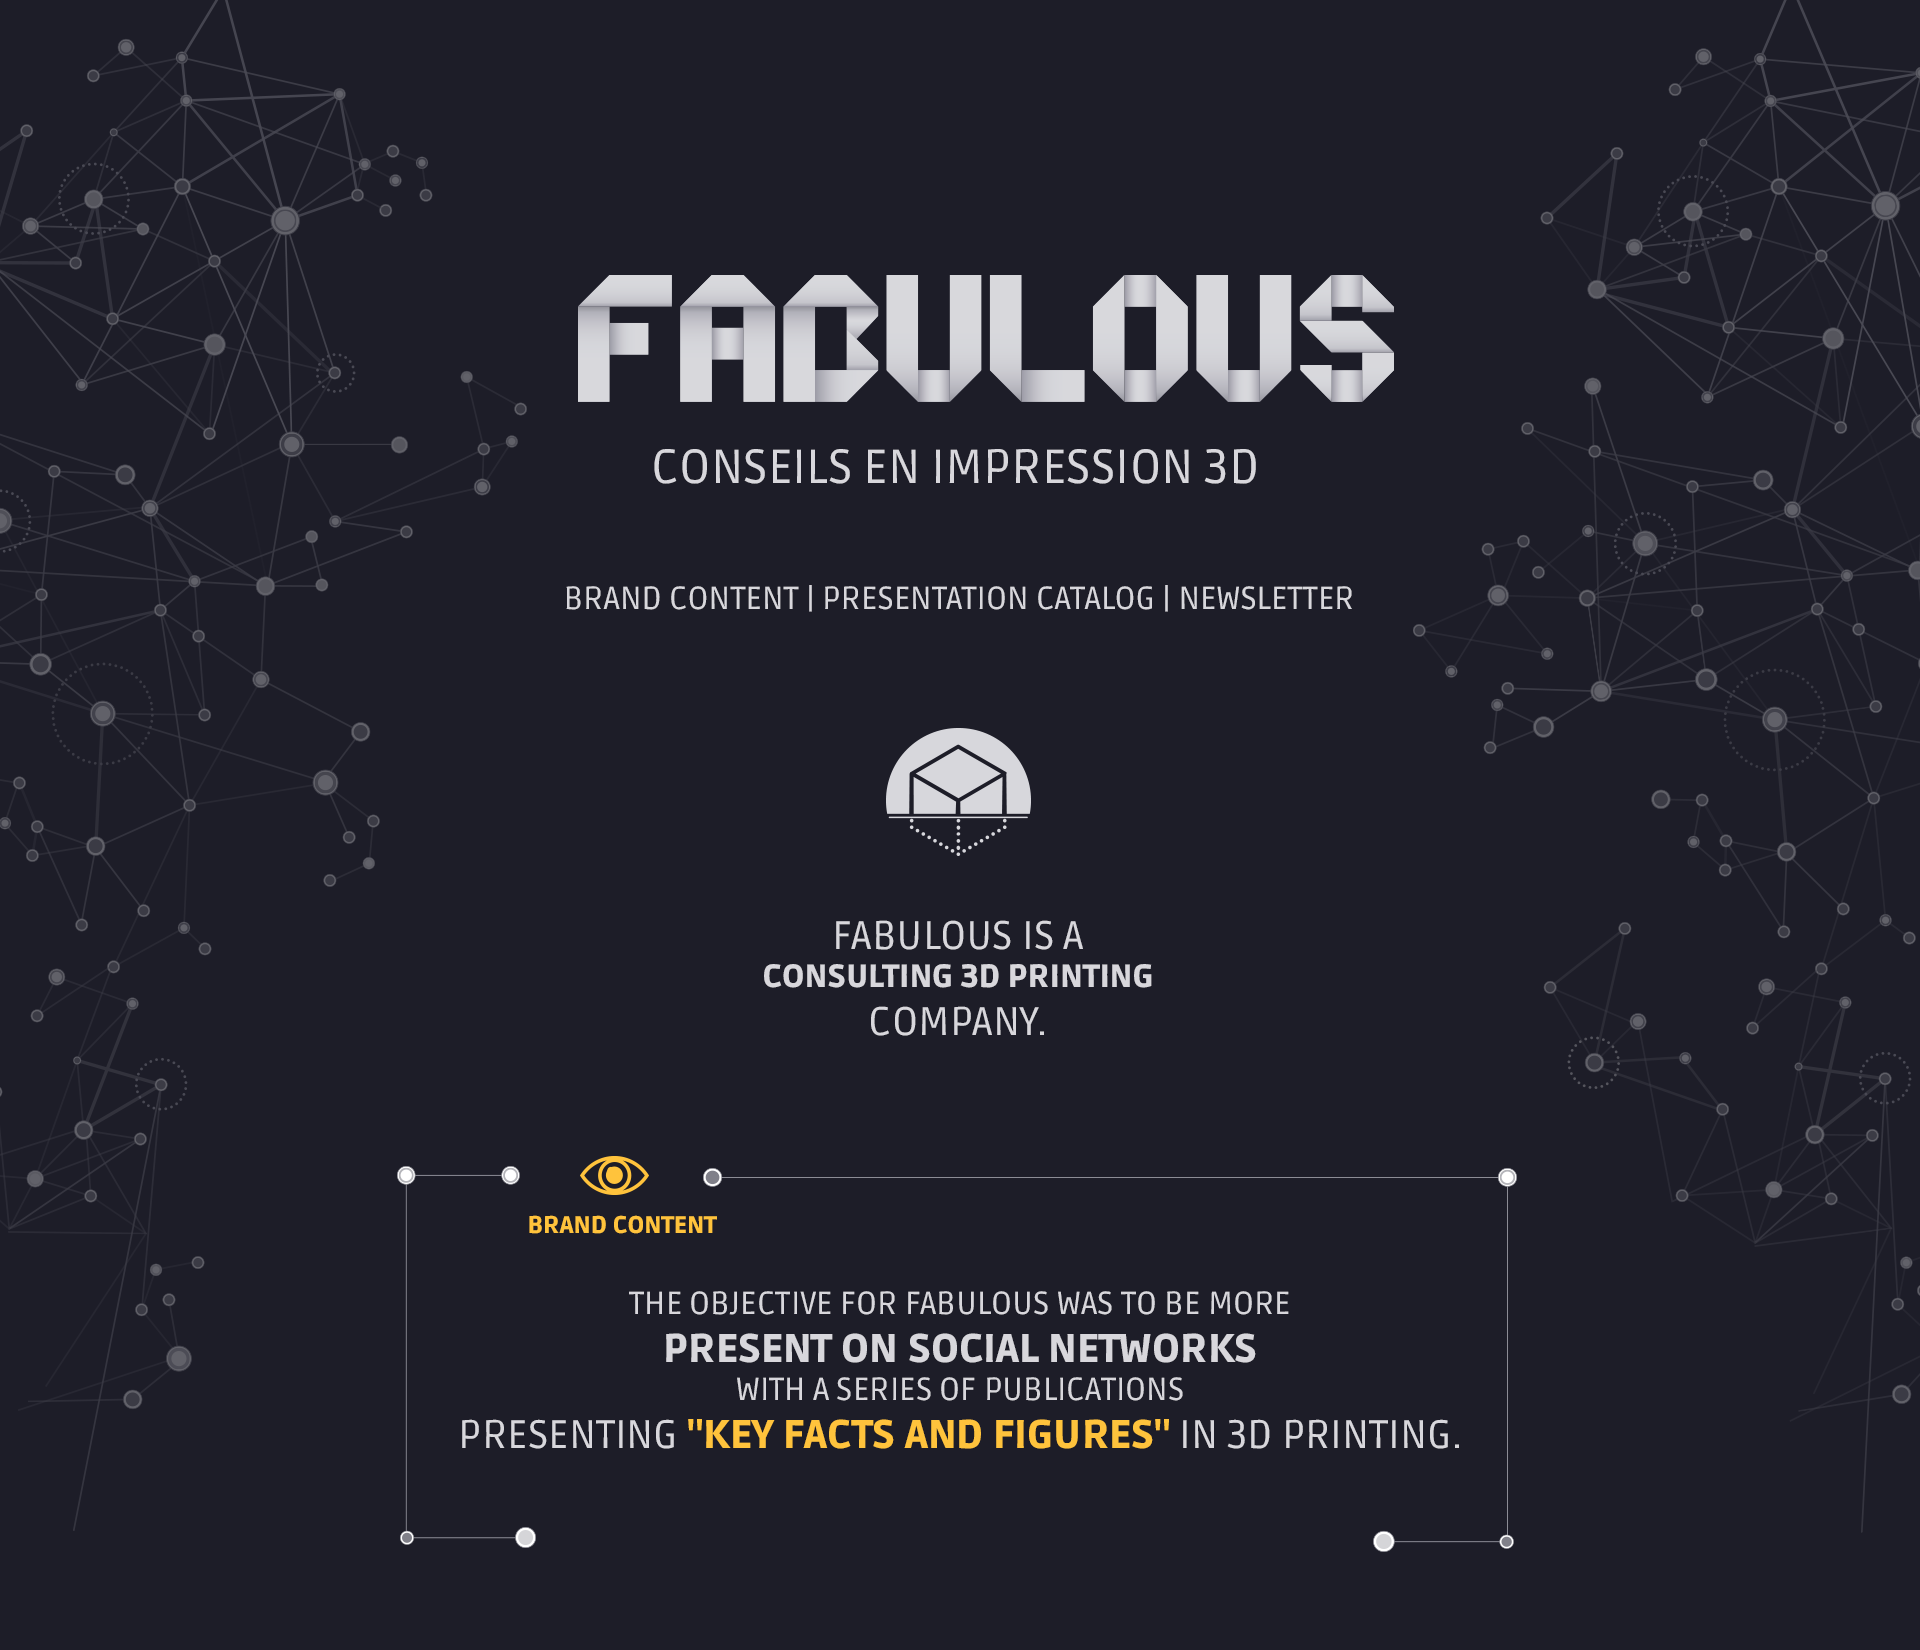 FABULOUS
CONSEILS EN IMPRESSION 3D
BRAND CONTENT | PRESENTATION CATALOG | NEWSLETTER
FABULOUS IS A
CONSULTING 3D PRINTING
COMPANY.
BRAND CONTENT
THE OBJECTIVE FOR FABULOUS WAS TO BE MORE
PRESENT ON SOCIAL NETWORKS
WITH A SERIES OF PUBLICATIONS
PRESENTING "KEY FACTS AND FIGURES" IN 3D PRINTING.